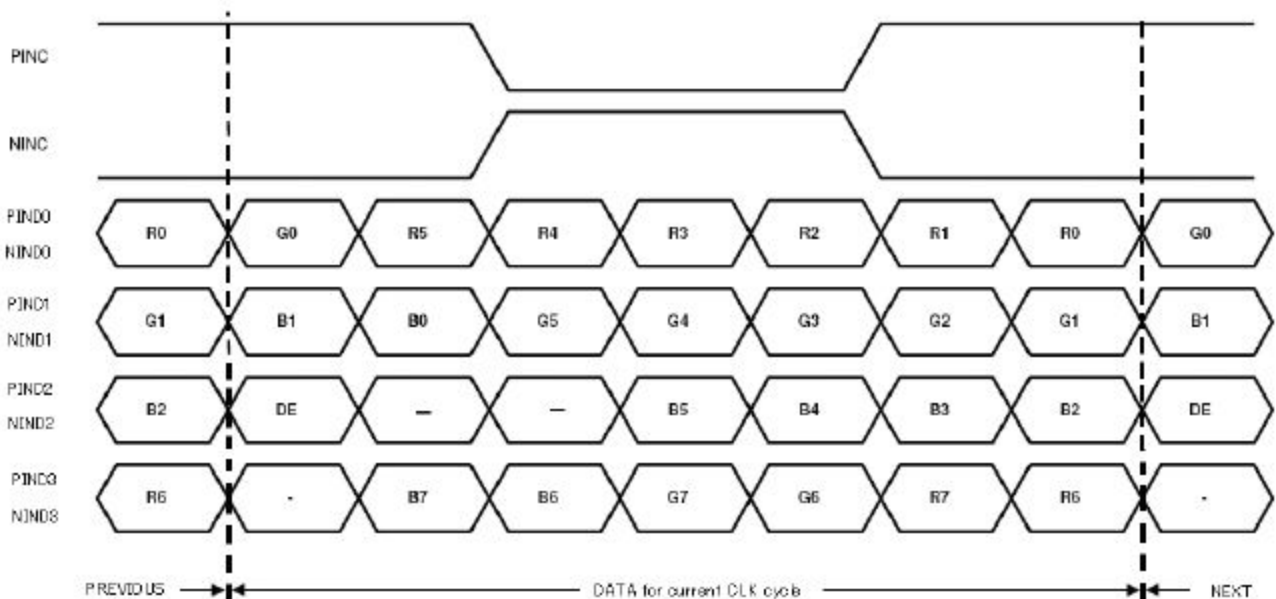 PINC
NINC
PIND0
R0 G0 R5 R4 R3 R2 R1 R0 G0
NIND0
PIND1
G1 B1 B0 G5 G4 G3 G2 G1 B1
NIND1
PIND2
B2 DE — — B5 B4 B3 B2 DE
NIND2
PIND3
R6 - B7 B6 G7 G6 R7 R6 -
NIND3
PREVIOUS DATA for current CLK cycle NEXT